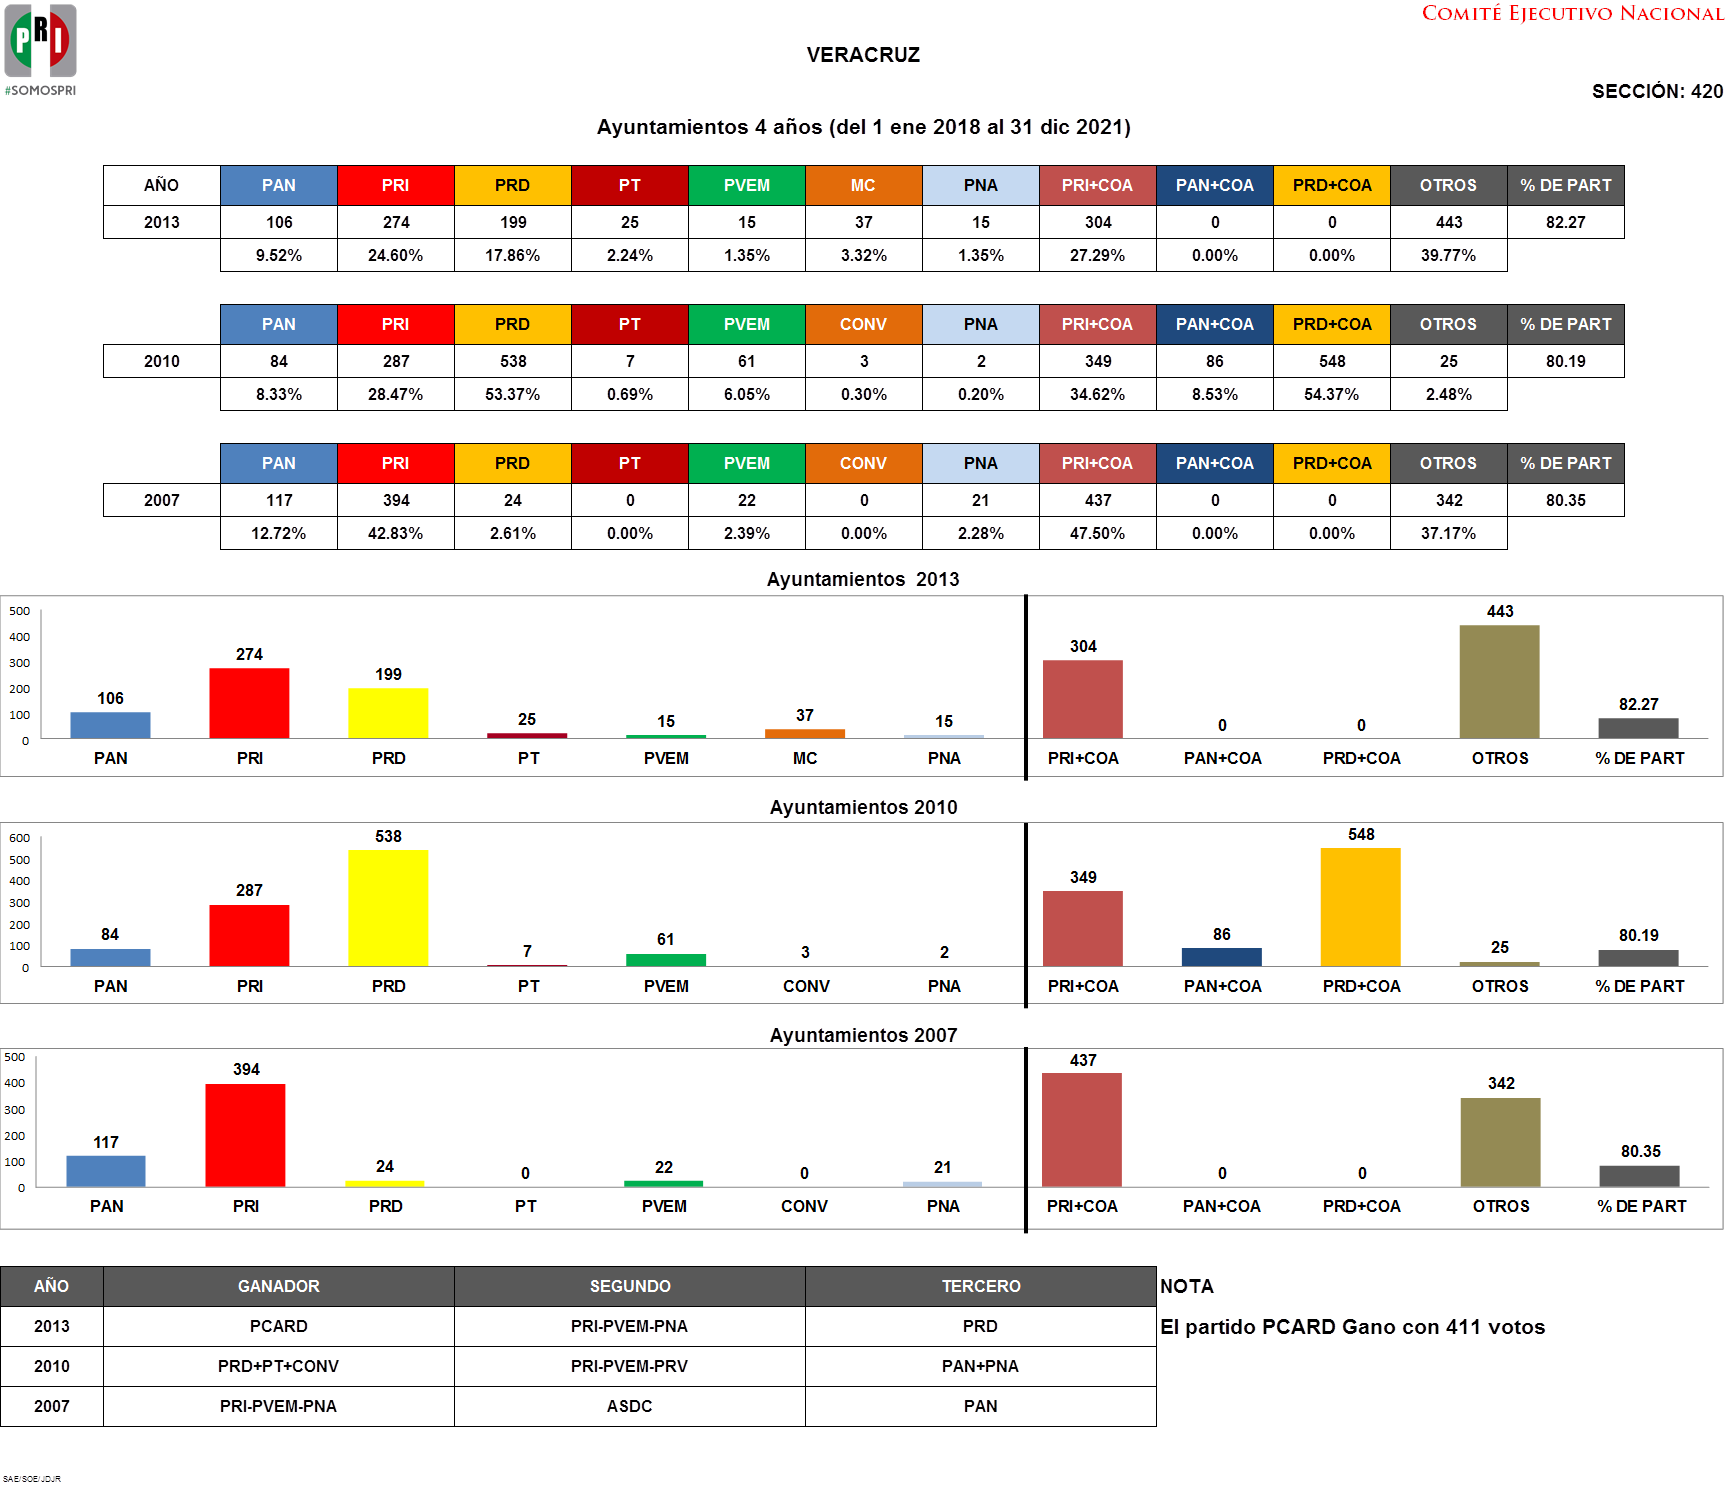 PRI
#SOMOSPRI
COMITÉ EJECUTIVO NACIONAL
VERACRUZ
SECCIÓN: 420
Ayuntamientos 4 años (del 1 ene 2018 al 31 dic 2021)
AÑO PAN PRI PRD PT PVEM MC PNA PRI+COA PAN+COA PRD+COA OTROS % DE PART
2013 106 274 199 25 15 37 15 304 0 0 443 82.27
9.52% 24.60% 17.86% 2.24% 1.35% 3.32% 1.35% 27.29% 0.00% 0.00% 39.77%
PAN PRI PRD PT PVEM CONV PNA PRI+COA PAN+COA PRD+COA OTROS % DE PART
2010 84 287 538 7 61 3 2 349 86 548 25 80.19
8.33% 28.47% 53.37% 0.69% 6.05% 0.30% 0.20% 34.62% 8.53% 54.37% 2.48%
PAN PRI PRD PT PVEM CONV PNA PRI+COA PAN+COA PRD+COA OTROS % DE PART
2007 117 394 24 0 22 0 21 437 0 0 342 80.35
12.72% 42.83% 2.61% 0.00% 2.39% 0.00% 2.28% 47.50% 0.00% 0.00% 37.17%
Ayuntamientos 2013
500
400
300
200
100
0
106 274 199 25 15 37 15 304 0 0 443 82.27
PAN PRI PRD PT PVEM MC PNA PRI+COA PAN+COA PRD+COA OTROS % DE PART
Ayuntamientos 2010
600
500
400
300
200
100
0
84 287 538 7 61 3 2 349 86 548 25 80.19
PAN PRI PRD PT PVEM CONV PNA PRI+COA PAN+COA PRD+COA OTROS % DE PART
Ayuntamientos 2007
500
400
300
200
100
0
117 394 24 0 22 0 21 437 0 0 342 80.35
PAN PRI PRD PT PVEM CONV PNA PRI+COA PAN+COA PRD+COA OTROS % DE PART
AÑO GANADOR SEGUNDO TERCERO NOTA
2013 PCARD PRI-PVEM-PNA PRD El partido PCARD Gano con 411 votos
2010 PRD+PT+CONV PRI-PVEM-PRV PAN+PNA
2007 PRI-PVEM-PNA ASDC PAN
SAE/SOE/JDJR